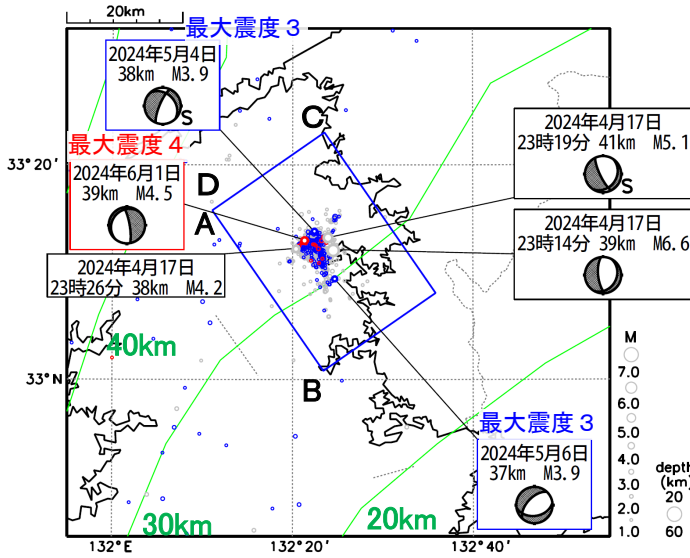 20km
最大震度３
2024年5月4日
38km M3.9
S
最大震度４
2024年6月1日
39km M4.5
2024年4月17日
23時26分 38km M4.2
2024年4月17日
23時19分 41km M5.1
S
2024年4月17日
23時14分 39km M6.6
最大震度３
2024年5月6日
37km M3.9
C
D
A
B
33°20'
33°N
40km
30km
20km
132°E
132°20'
132°40'
M
7.0
6.0
5.0
4.0
3.0
2.0
1.0
depth
(km)
20
60